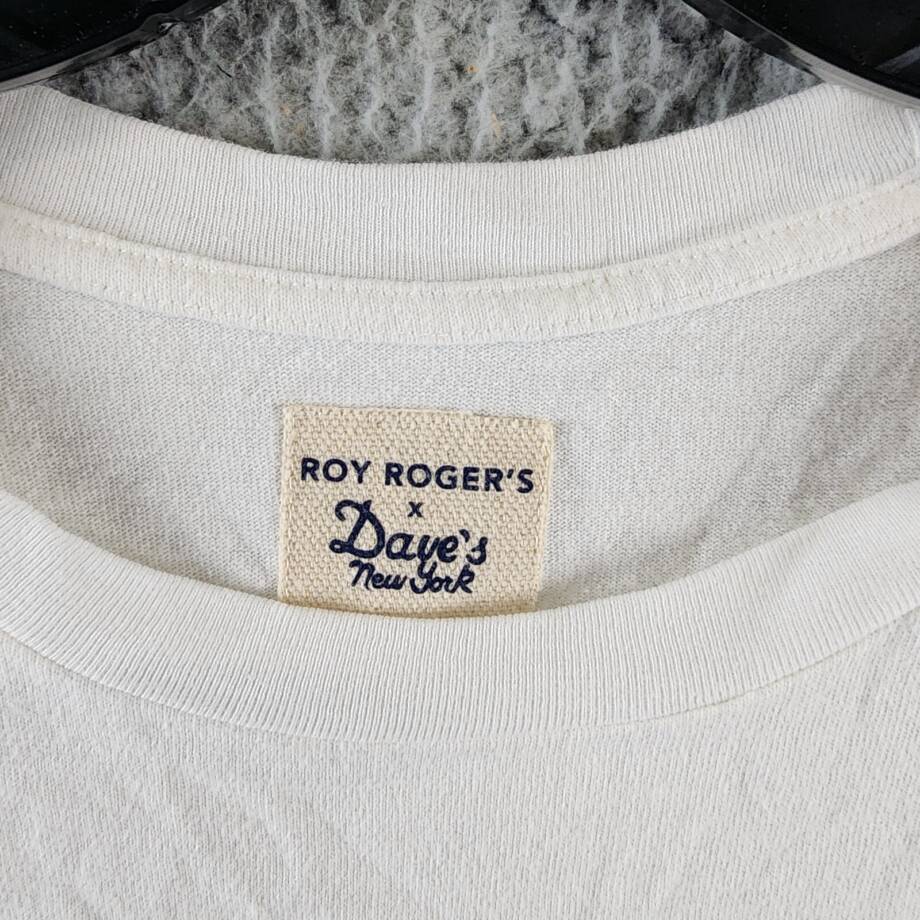 ROY ROGER'S
x
Dave's
New York